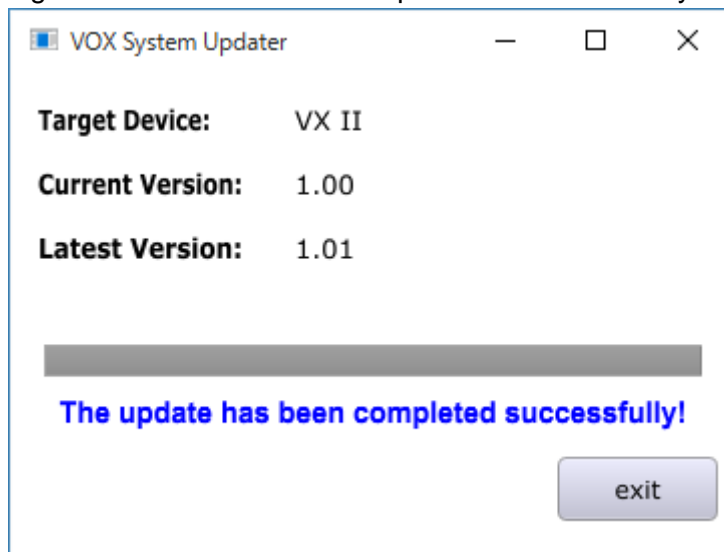 VOX System Updater
Target Device: VX II
Current Version: 1.00
Latest Version: 1.01
The update has been completed successfully!
exit